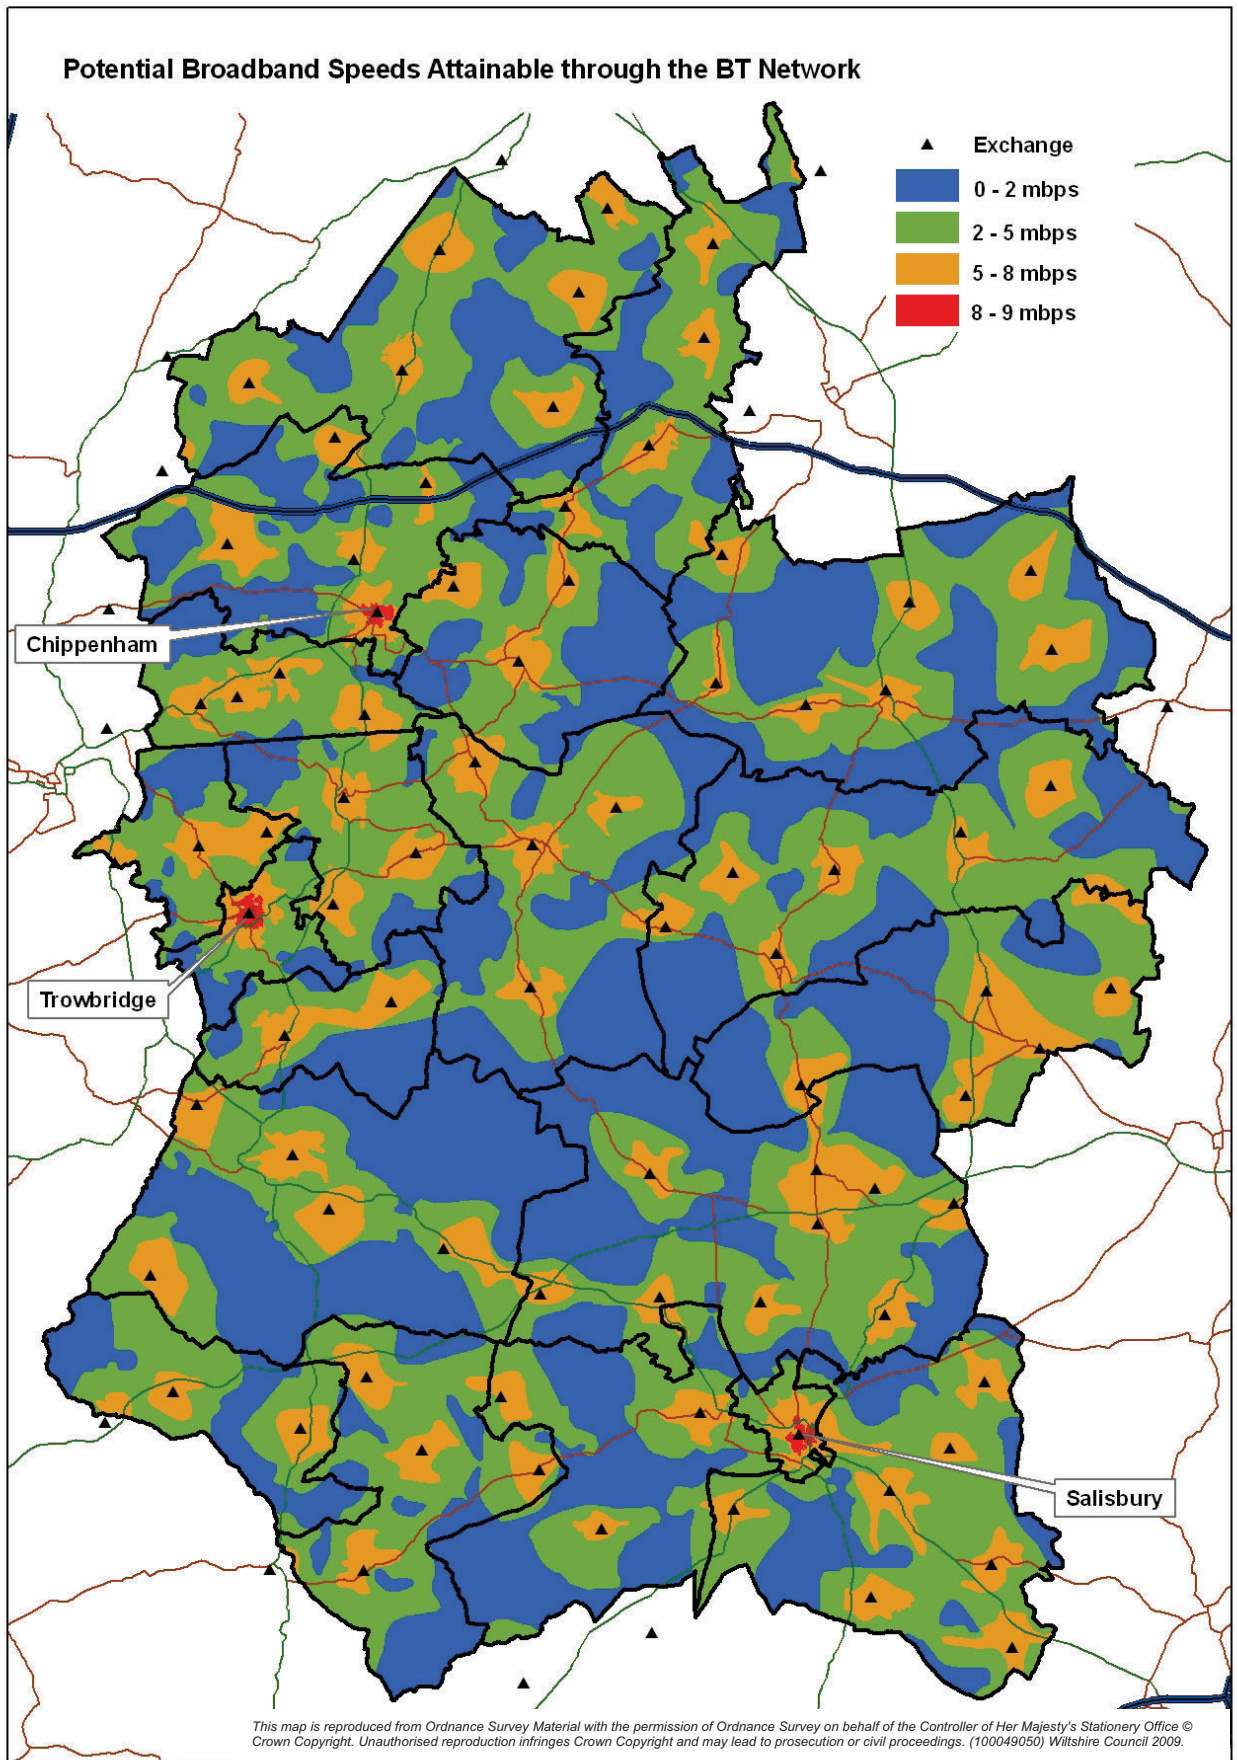 Potential Broadband Speeds Attainable through the BT Network
Exchange
0 - 2 mbps
2 - 5 mbps
5 - 8 mbps
8 - 9 mbps
Chippenham
Trowbridge
Salisbury
This map is reproduced from Ordnance Survey Material with the permission of Ordnance Survey on behalf of the Controller of Her Majesty's Stationery Office ©
Crown Copyright. Unauthorised reproduction infringes Crown Copyright and may lead to prosecution or civil proceedings. (100049050) Wiltshire Council 2009.